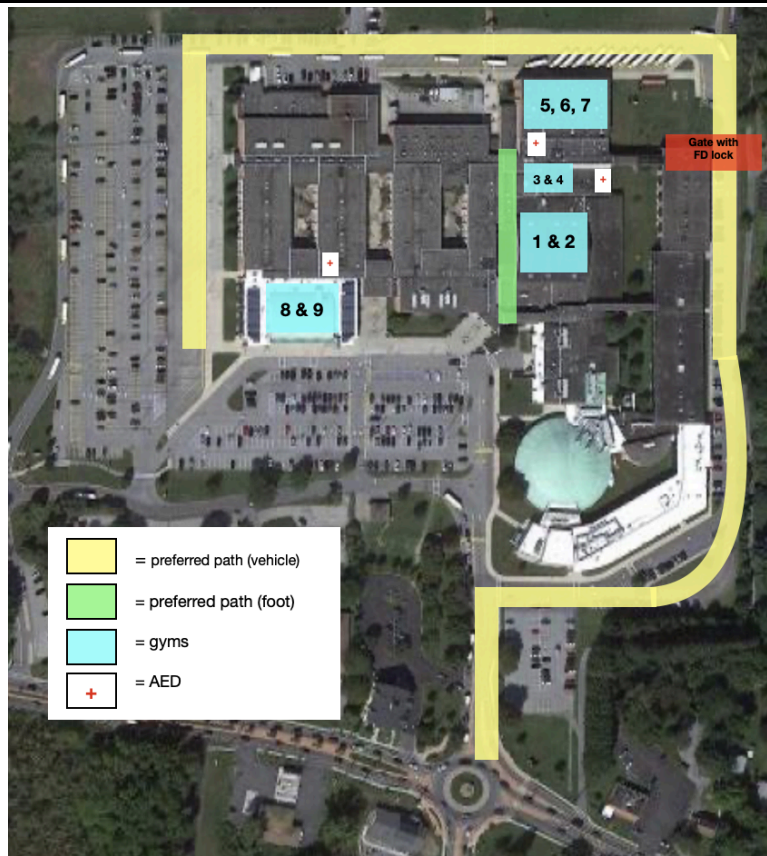 5, 6, 7
Gate with
FD lock
3 & 4
1 & 2
8 & 9
= preferred path (vehicle)
= preferred path (foot)
= gyms
= AED